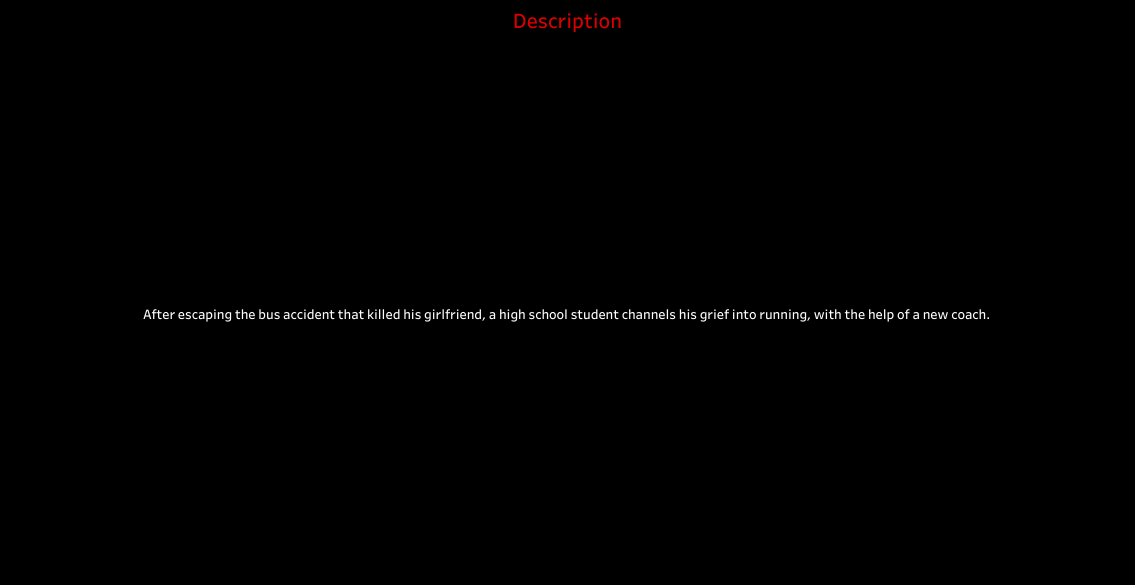 Description
After escaping the bus accident that killed his girlfriend, a high school student channels his grief into running, with the help of a new coach.